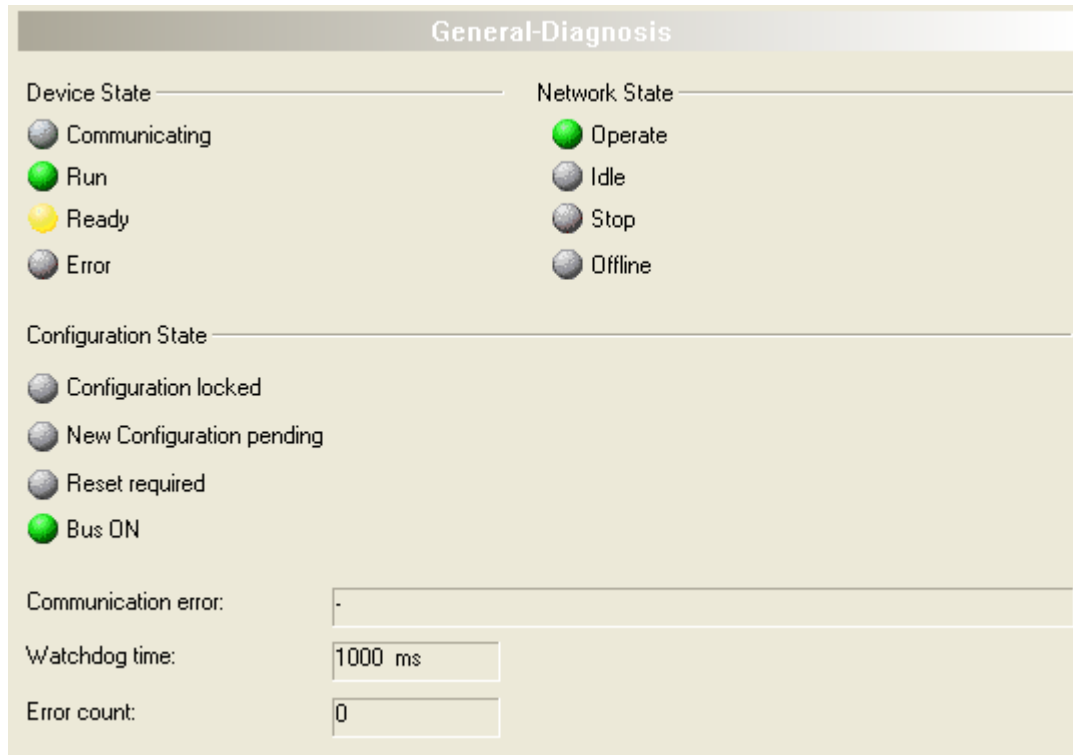 General-Diagnosis
Device State
Communicating
Run
Ready
Error
Network State
Operate
Idle
Stop
Offline
Configuration State
Configuration locked
New Configuration pending
Reset required
Bus ON
Communication error: -
Watchdog time: 1000 ms
Error count: 0